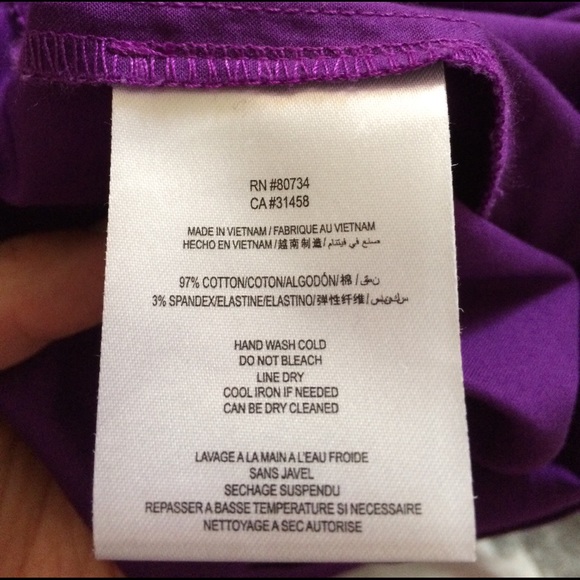 RN #80734
CA #31458
MADE IN VIETNAM / FABRIQUE AU VIETNAM
HECHO EN VIETNAM /越南制造/ صنع في فيتنام
97% COTTON/COTON/ALGODÓN/棉 /
3% SPANDEX/ELASTINE/ELASTINO/弹性纤维/
HAND WASH COLD
DO NOT BLEACH
LINE DRY
COOL IRON IF NEEDED
CAN BE DRY CLEANED
LAVAGE A LA MAIN A L'EAU FROIDE
SANS JAVEL
SECHAGE SUSPENDU
REPASSER A BASSE TEMPERATURE SI NECESSAIRE
NETTOYAGE A SEC AUTORISE